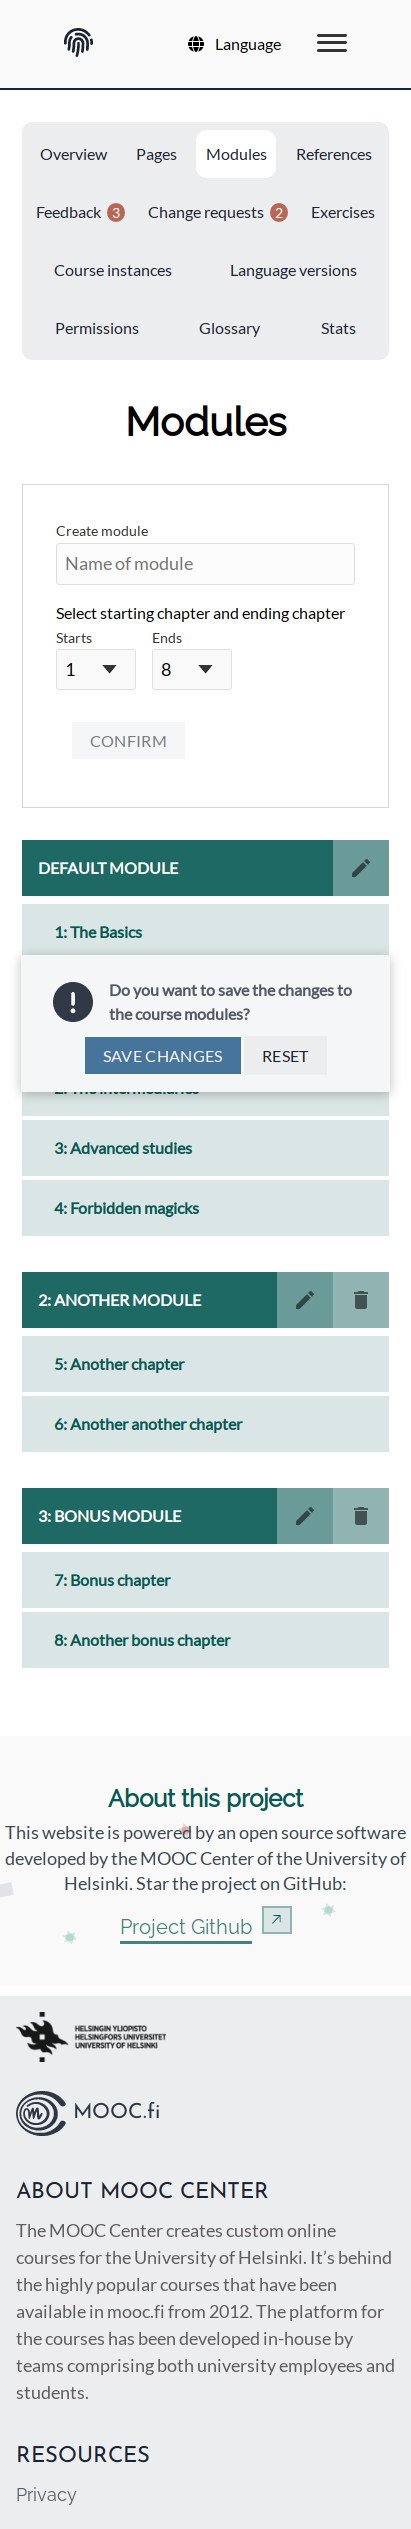 Language
Overview Pages Modules References
Feedback 3 Change requests 2 Exercises
Course instances Language versions
Permissions Glossary Stats
Modules
Create module
Name of module
Select starting chapter and ending chapter
Starts Ends
1 8
CONFIRM
DEFAULT MODULE
1: The Basics
Do you want to save the changes to
the course modules?
SAVE CHANGES RESET
2: The intermediaries
3: Advanced studies
4: Forbidden magicks
2: ANOTHER MODULE
5: Another chapter
6: Another another chapter
3: BONUS MODULE
7: Bonus chapter
8: Another bonus chapter
About this project
This website is powered by an open source software
developed by the MOOC Center of the University of
Helsinki. Star the project on GitHub:
Project Github
HELSINGIN YLIOPISTO
HELSINGFORS UNIVERSITET
UNIVERSITY OF HELSINKI
MOOC.fi
ABOUT MOOC CENTER
The MOOC Center creates custom online
courses for the University of Helsinki. It’s behind
the highly popular courses that have been
available in mooc.fi from 2012. The platform for
the courses has been developed in-house by
teams comprising both university employees and
students.
RESOURCES
Privacy